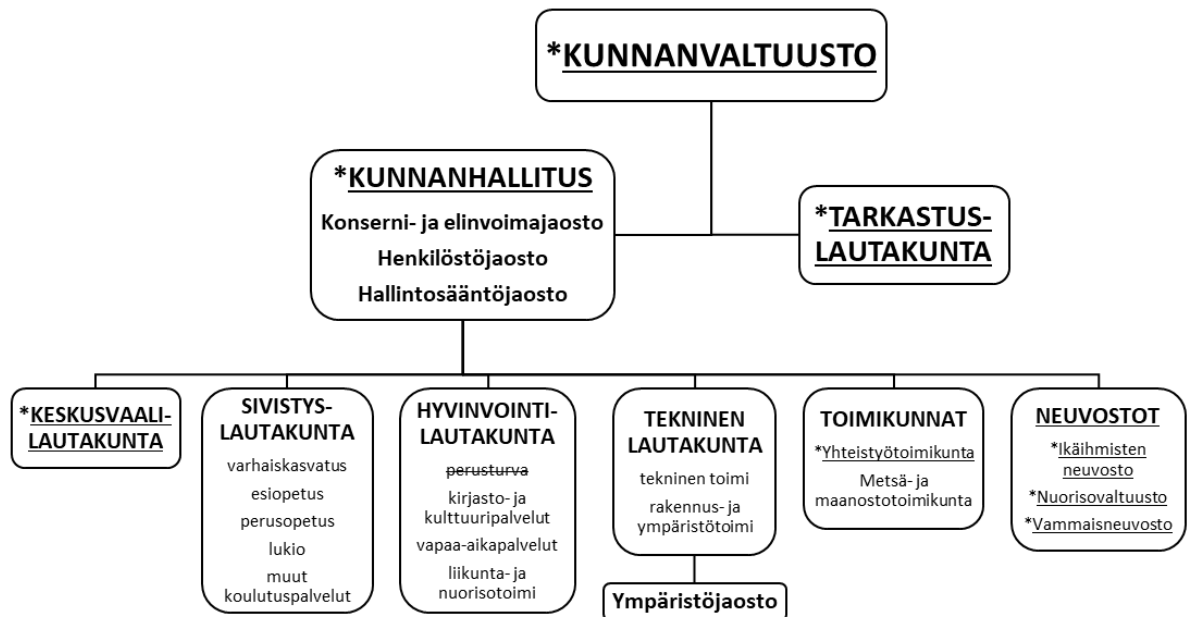 *KUNNANVALTUUSTO
*KUNNANHALLITUS
Konserni- ja elinvoimajaosto
Henkilöstöjaosto
Hallintosääntöjaosto
*TARKASTUS-
LAUTAKUNTA
*KESKUSVAALI-
LAUTAKUNTA
SIVISTYS-
LAUTAKUNTA
varhaiskasvatus
esiopetus
perusopetus
lukio
muut
koulutuspalvelut
HYVINVOINTI-
LAUTAKUNTA
perusturva
kirjasto- ja
kulttuuripalvelut
vapaa-aikapalvelut
liikunta- ja
nuorisotoimi
TEKNINEN
LAUTAKUNTA
tekninen toimi
rakennus- ja
ympäristötoimi
Ympäristöjaosto
TOIMIKUNNAT
*Yhteistyötoimikunta
Metsä- ja
maanostotoimikunta
NEUVOSTOT
*Ikäihmisten
neuvosto
*Nuorisovaltuusto
*Vammaisneuvosto